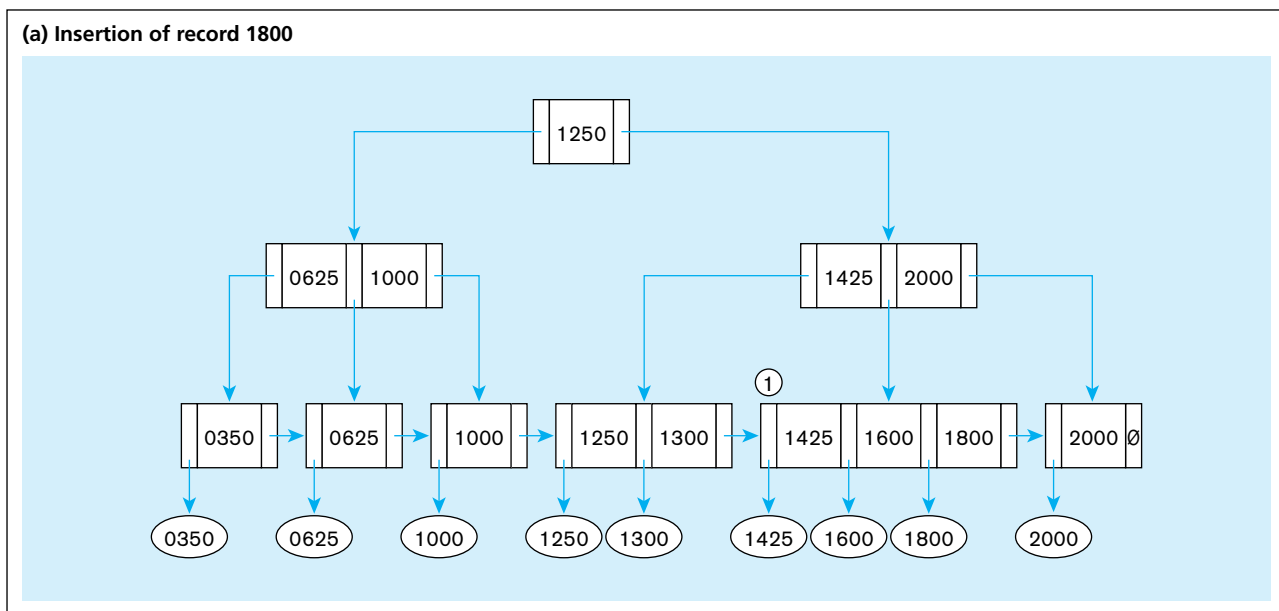 (a) Insertion of record 1800
1250
0625 1000 1425 2000
1
0350 0625 1000 1250 1300 1425 1600 1800 2000 Ø
0350 0625 1000 1250 1300 1425 1600 1800 2000